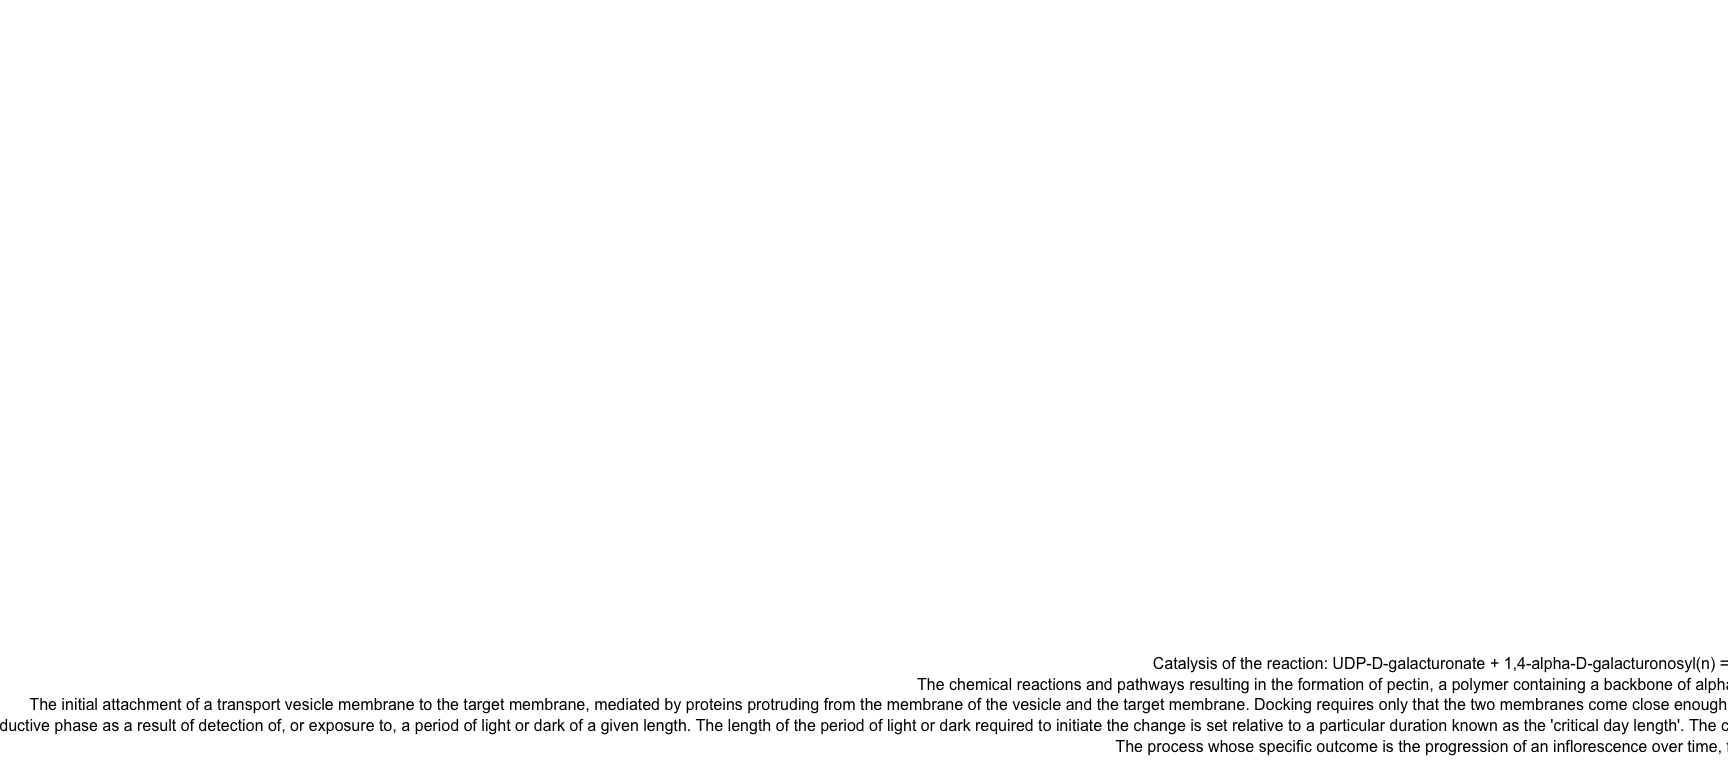 Catalysis of the reaction: UDP-D-galacturonate + 1,4-alpha-D-galacturonosyl(n) =
The chemical reactions and pathways resulting in the formation of pectin, a polymer containing a backbone of alpha
The initial attachment of a transport vesicle membrane to the target membrane, mediated by proteins protruding from the membrane of the vesicle and the target membrane. Docking requires only that the two membranes come close enough
ductive phase as a result of detection of, or exposure to, a period of light or dark of a given length. The length of the period of light or dark required to initiate the change is set relative to a particular duration known as the 'critical day length'. The c
The process whose specific outcome is the progression of an inflorescence over time,